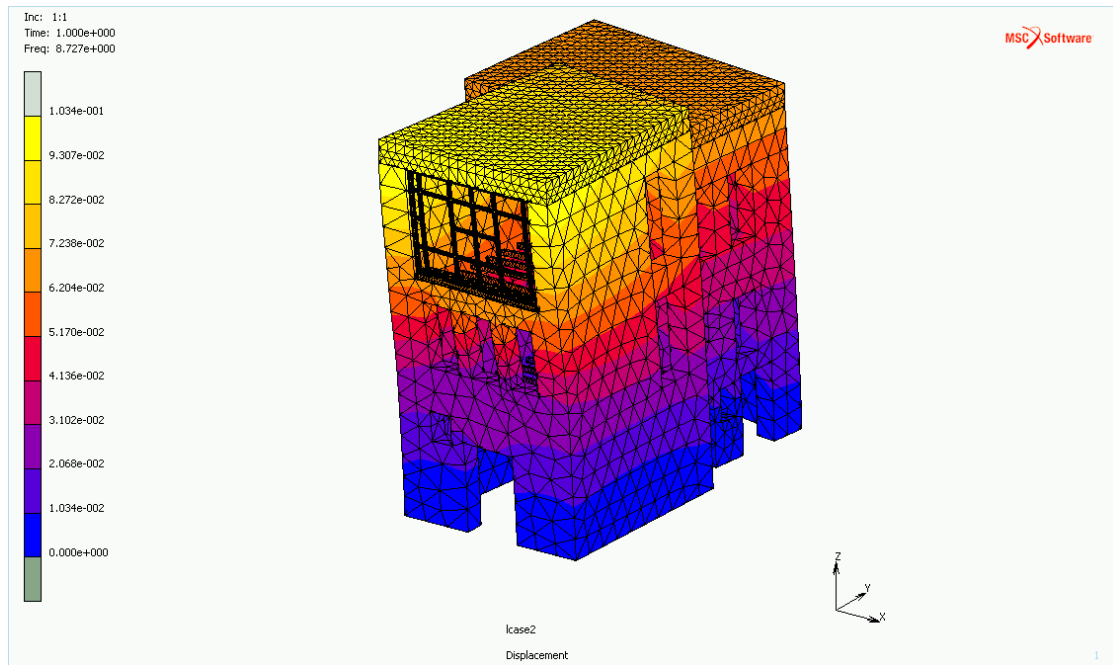 Inc: 1:1
Time: 1.000e+000
Freq: 8.727e+000
MSC Software
1.034e-001
9.307e-002
8.272e-002
7.238e-002
6.204e-002
5.170e-002
4.136e-002
3.102e-002
2.068e-002
1.034e-002
0.000e+000
Z
Y
X
lcase2
Displacement
1